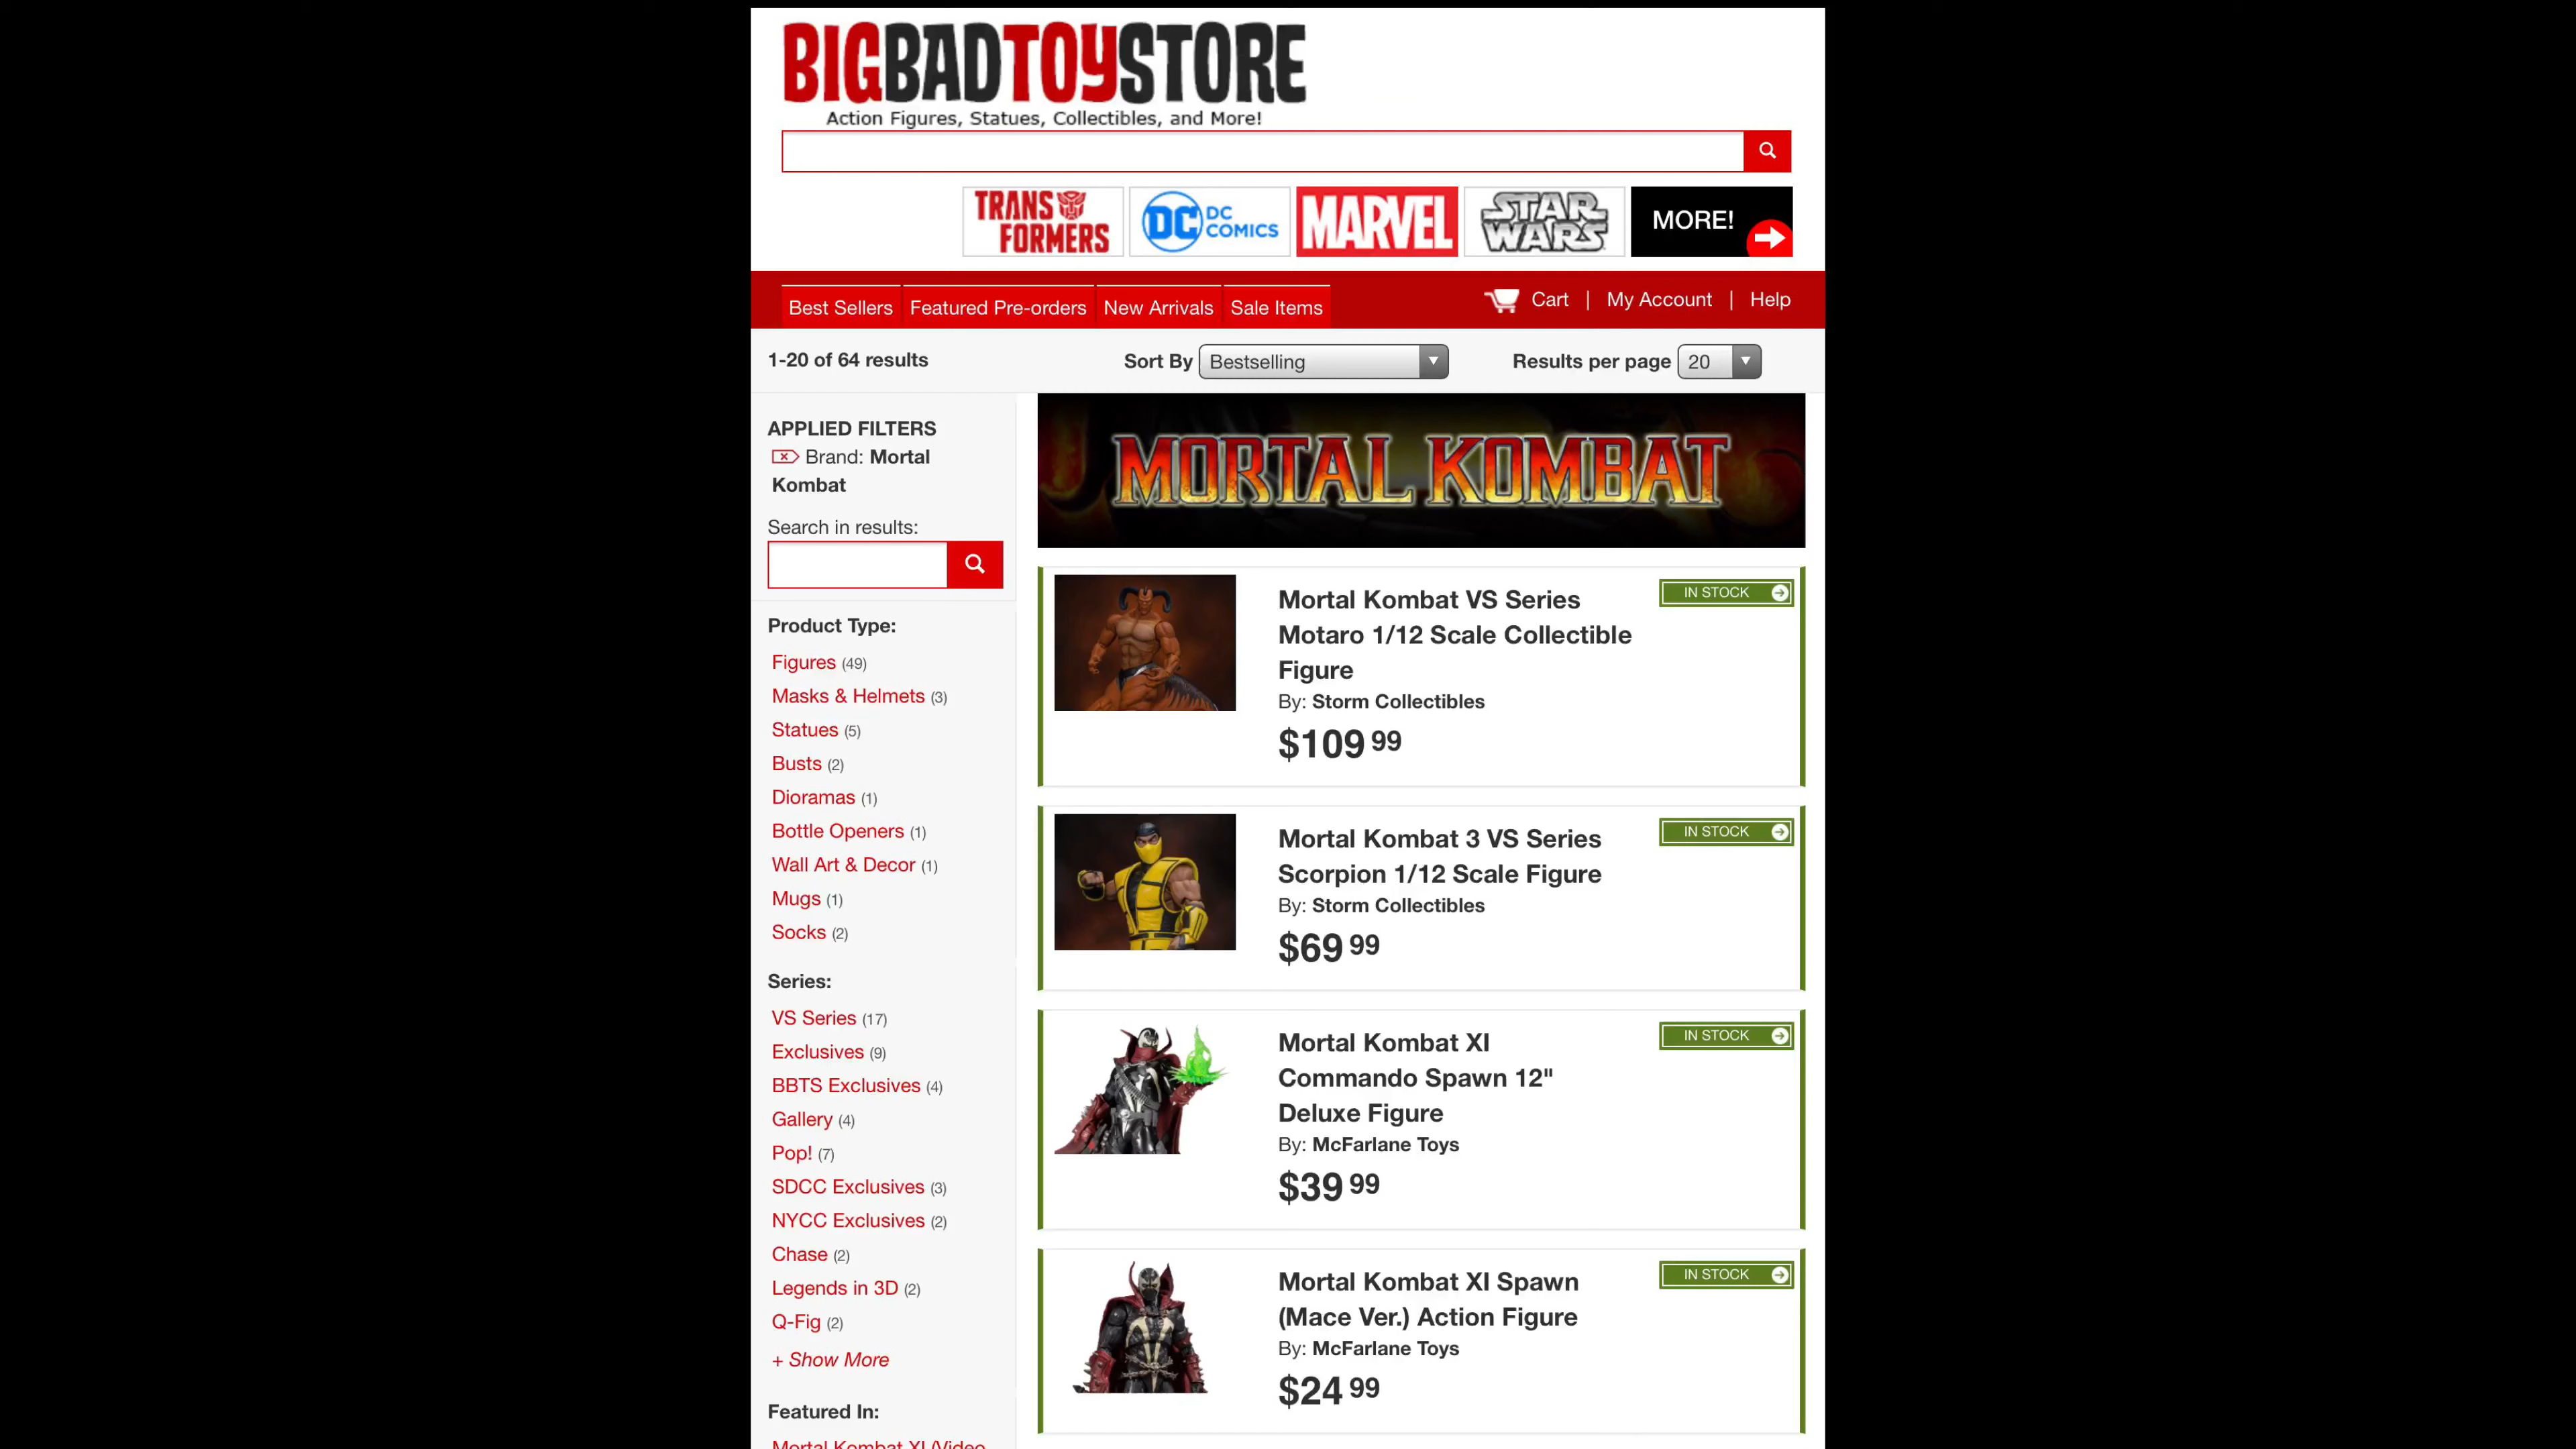 BIGBADTOYSTORE
Action Figures, Statues, Collectibles, and More!
TRANSFORMERS
DC DC COMICS
MARVEL
STAR WARS
MORE!
Best Sellers
Featured Pre-orders
New Arrivals
Sale Items
Cart | My Account | Help
1-20 of 64 results
Sort By Bestselling
Results per page 20
APPLIED FILTERS
Brand: Mortal
Kombat
Search in results:
Product Type:
Figures (49)
Masks & Helmets (3)
Statues (5)
Busts (2)
Dioramas (1)
Bottle Openers (1)
Wall Art & Decor (1)
Mugs (1)
Socks (2)
Series:
VS Series (17)
Exclusives (9)
BBTS Exclusives (4)
Gallery (4)
Pop! (7)
SDCC Exclusives (3)
NYCC Exclusives (2)
Chase (2)
Legends in 3D (2)
Q-Fig (2)
+ Show More
Featured In:
Mortal Kombat XI (Video
MORTAL KOMBAT
Mortal Kombat VS Series
Motaro 1/12 Scale Collectible
Figure
By: Storm Collectibles
$109 99
IN STOCK
Mortal Kombat 3 VS Series
Scorpion 1/12 Scale Figure
By: Storm Collectibles
$69 99
IN STOCK
Mortal Kombat XI
Commando Spawn 12"
Deluxe Figure
By: McFarlane Toys
$39 99
IN STOCK
Mortal Kombat XI Spawn
(Mace Ver.) Action Figure
By: McFarlane Toys
$24 99
IN STOCK